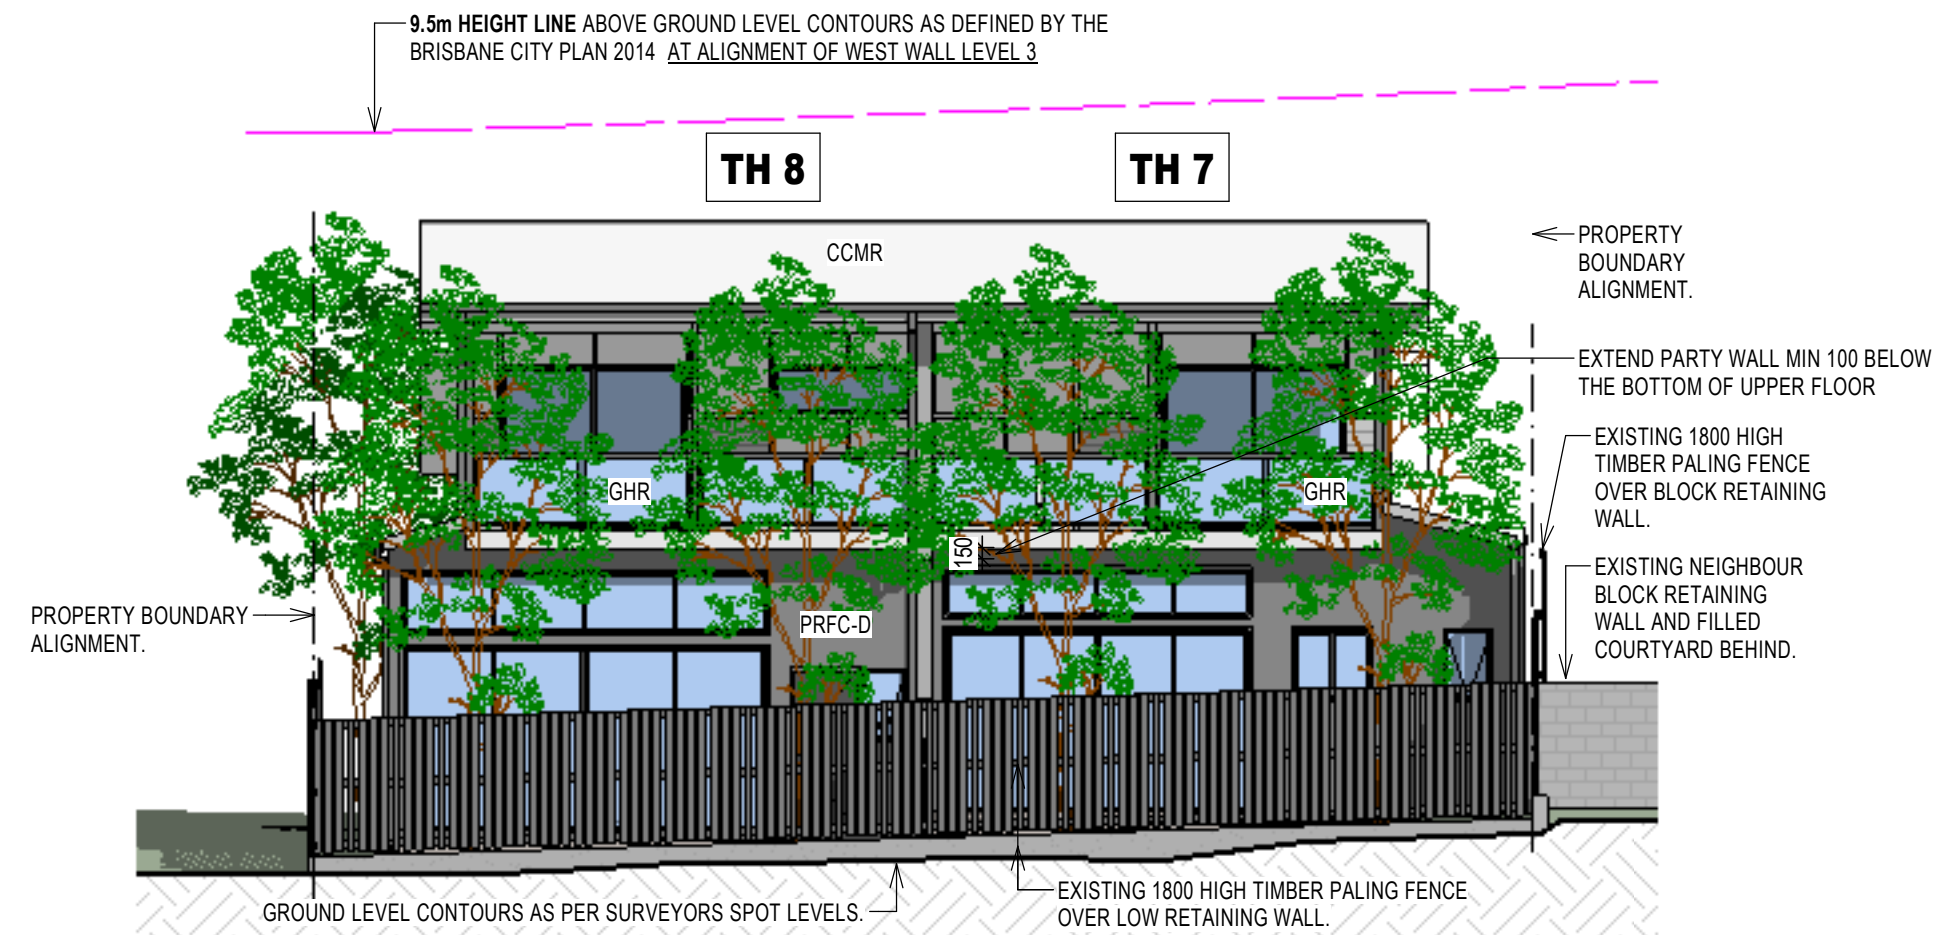 9.5m HEIGHT LINE ABOVE GROUND LEVEL CONTOURS AS DEFINED BY THE
BRISBANE CITY PLAN 2014 AT ALIGNMENT OF WEST WALL LEVEL 3
TH 8
TH 7
CCMR
PROPERTY
BOUNDARY
ALIGNMENT.
EXTEND PARTY WALL MIN 100 BELOW
THE BOTTOM OF UPPER FLOOR
EXISTING 1800 HIGH
TIMBER PALING FENCE
OVER BLOCK RETAINING
WALL.
GHR
GHR
150
EXISTING NEIGHBOUR
BLOCK RETAINING
WALL AND FILLED
COURTYARD BEHIND.
PROPERTY BOUNDARY
ALIGNMENT.
PRFC-D
EXISTING 1800 HIGH TIMBER PALING FENCE
OVER LOW RETAINING WALL.
GROUND LEVEL CONTOURS AS PER SURVEYORS SPOT LEVELS.